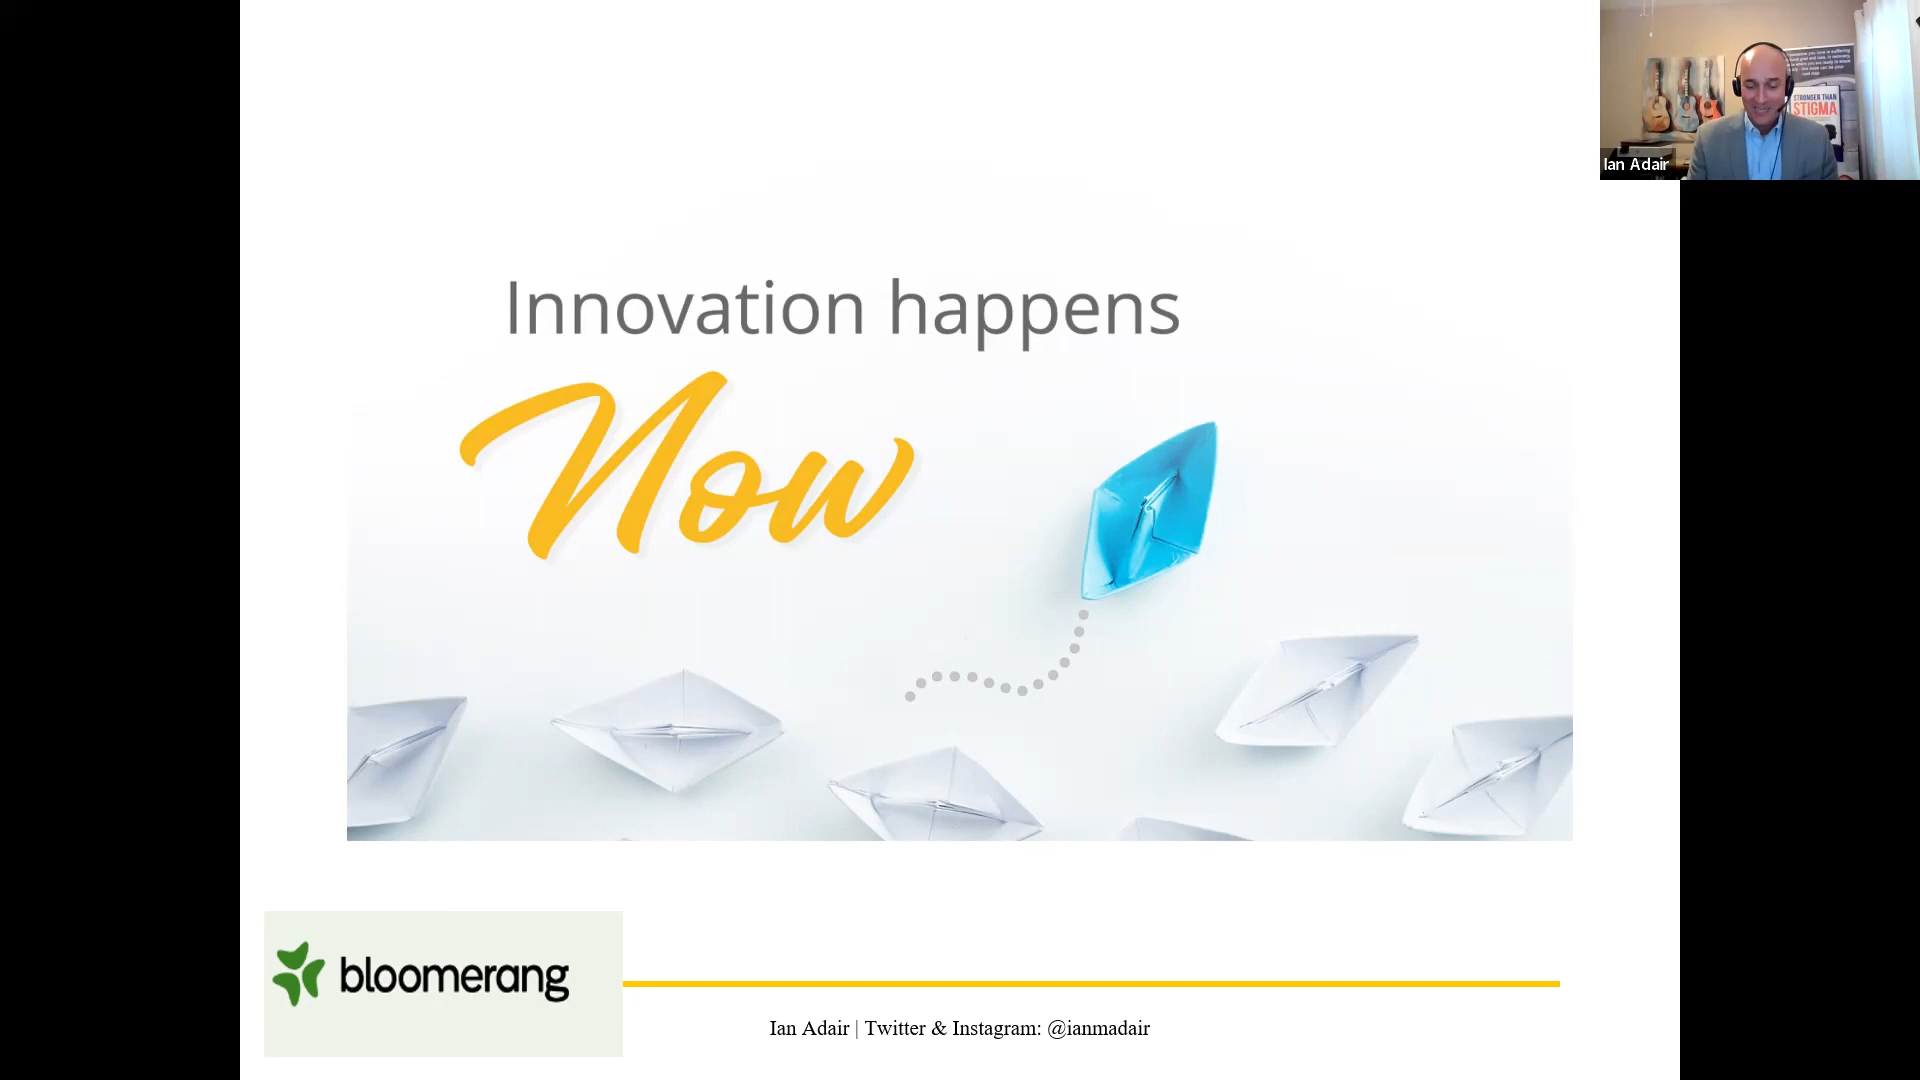 Innovation happens
Now
STRONGER THAN
STIGMA
Ian Adair
bloomerang
Ian Adair | Twitter & Instagram: @ianmadair